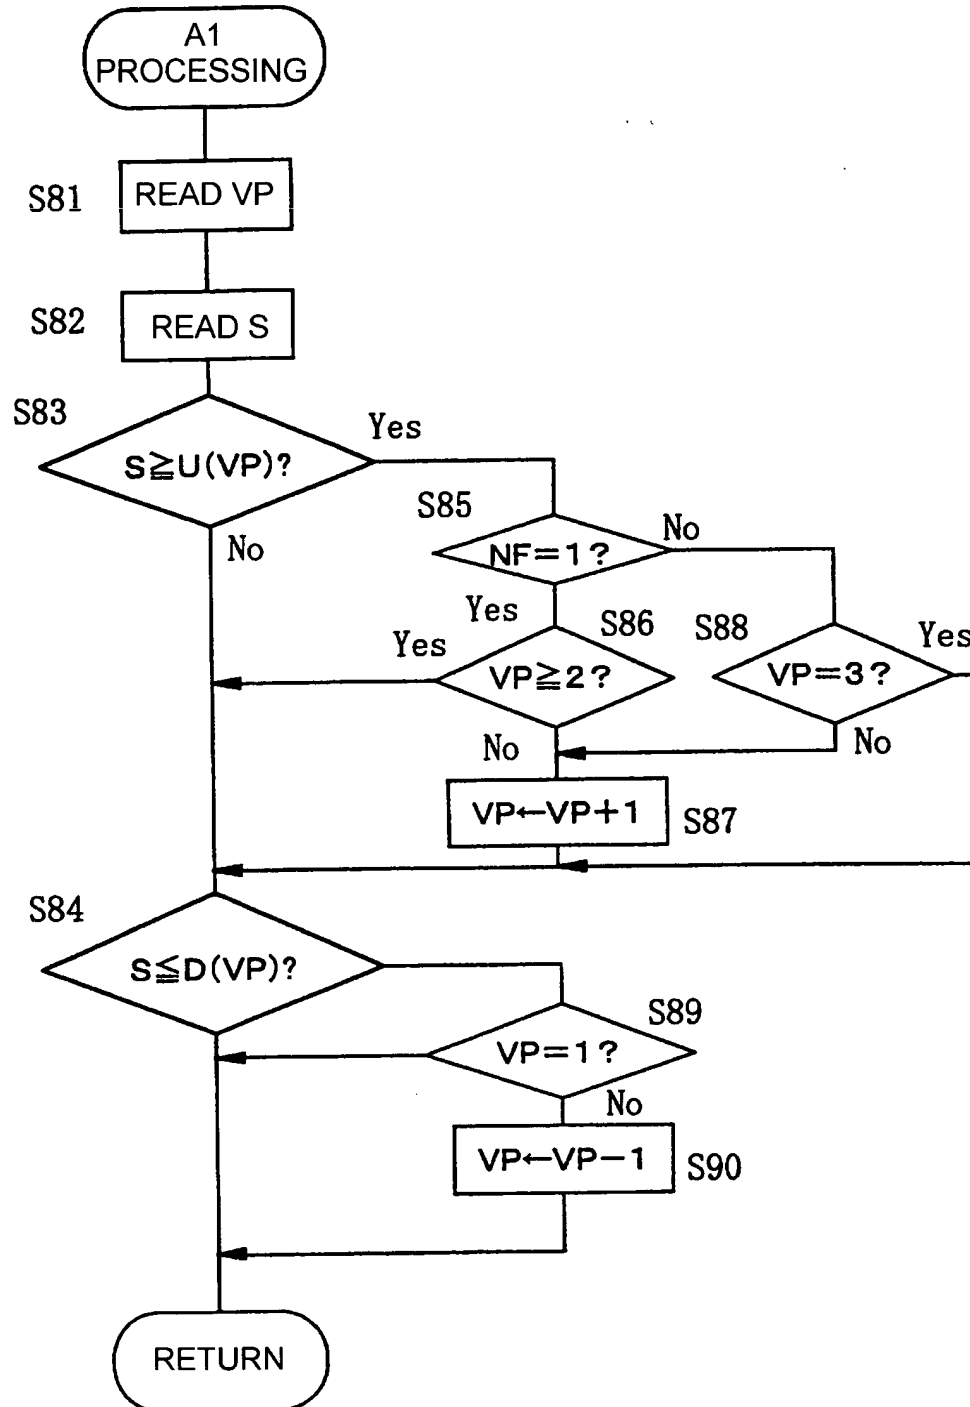 A1
PROCESSING
S81
READ VP
S82
READ S
S83
S≧U(VP)?
Yes
No
S85
NF=1?
No
Yes
S86
VP≧2?
Yes
No
S88
VP=3?
Yes
No
VP←VP+1
S87
S84
S≦D(VP)?
S89
VP=1?
No
VP←VP−1
S90
RETURN